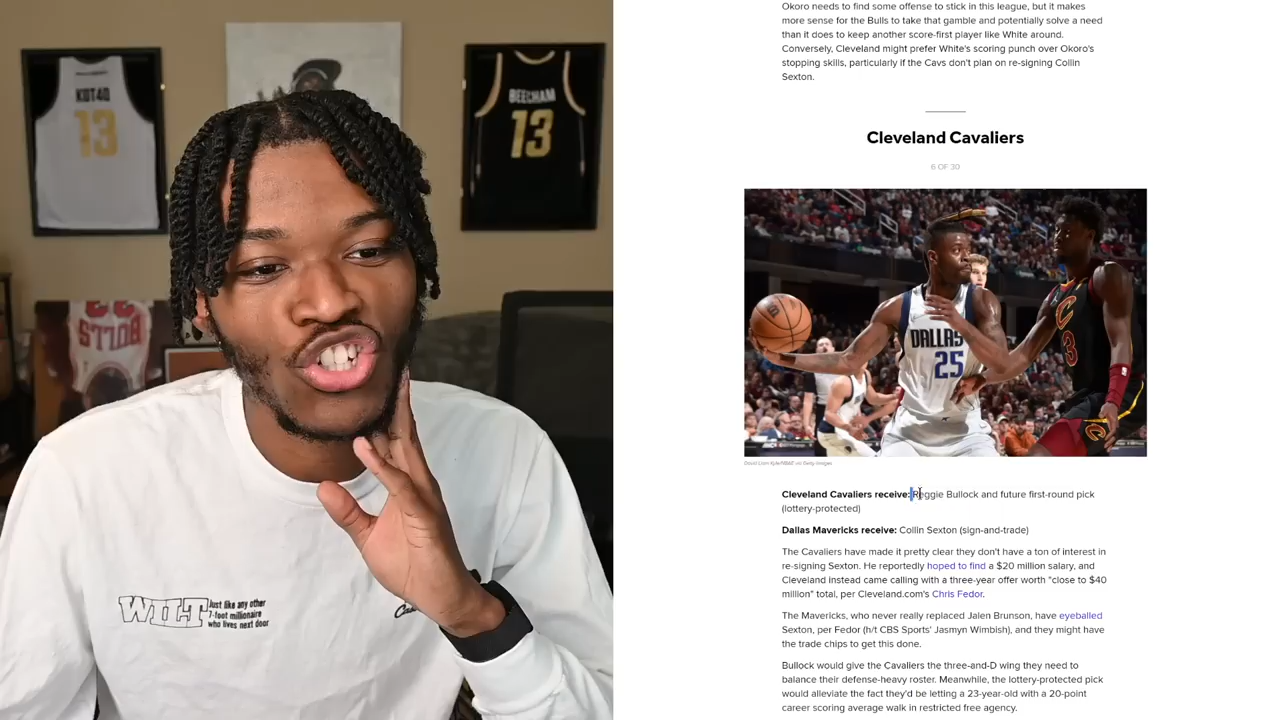 KOT4Q
13
BEECHAM
13
BULLS
23
WILT
Just like any other
7-foot millionaire
who lives next door
Okoro needs to find some offense to stick in this league, but it makes
more sense for the Bulls to take that gamble and potentially solve a need
than it does to keep another score-first player like White around.
Conversely, Cleveland might prefer White's scoring punch over Okoro's
stopping skills, particularly if the Cavs don't plan on re-signing Collin
Sexton.
Cleveland Cavaliers
6 OF 30
DALLAS
25
C
3
David Liam Kyle/NBAE via Getty Images
Cleveland Cavaliers receive: Reggie Bullock and future first-round pick
(lottery-protected)
Dallas Mavericks receive: Collin Sexton (sign-and-trade)
The Cavaliers have made it pretty clear they don't have a ton of interest in
re-signing Sexton. He reportedly hoped to find a $20 million salary, and
Cleveland instead came calling with a three-year offer worth "close to $40
million" total, per Cleveland.com's Chris Fedor.
The Mavericks, who never really replaced Jalen Brunson, have eyeballed
Sexton, per Fedor (h/t CBS Sports' Jasmyn Wimbish), and they might have
the trade chips to get this done.
Bullock would give the Cavaliers the three-and-D wing they need to
balance their defense-heavy roster. Meanwhile, the lottery-protected pick
would alleviate the fact they'd be letting a 23-year-old with a 20-point
career scoring average walk in restricted free agency.